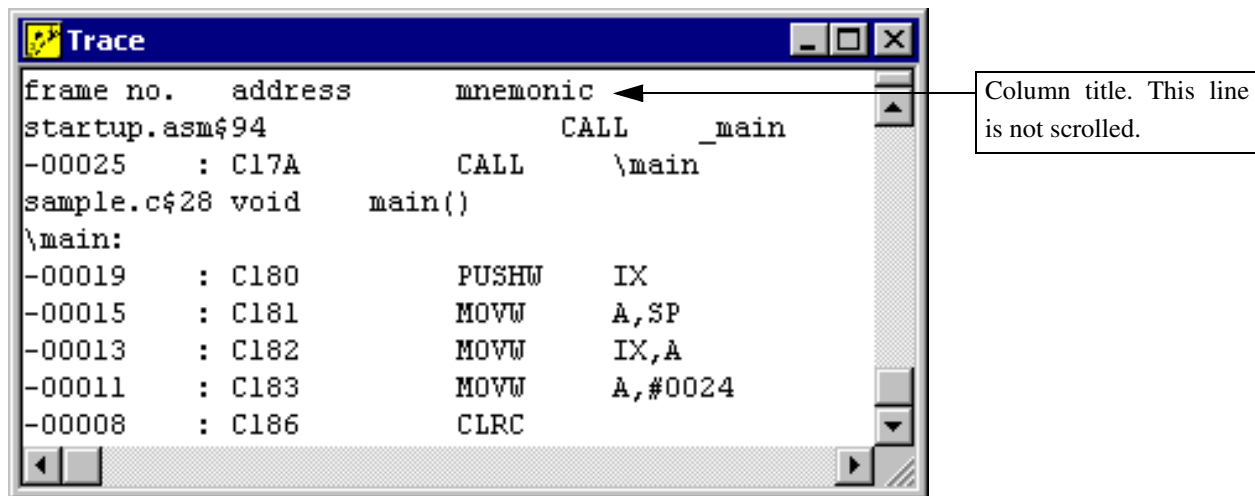 Trace
frame no.    address        mnemonic
startup.asm$94                    CALL     _main
-00025     : C17A           CALL      \main
sample.c$28 void     main()
\main:
-00019     : C180           PUSHW     IX
-00015     : C181           MOVW      A,SP
-00013     : C182           MOVW      IX,A
-00011     : C183           MOVW      A,#0024
-00008     : C186           CLRC
Column title. This line
is not scrolled.